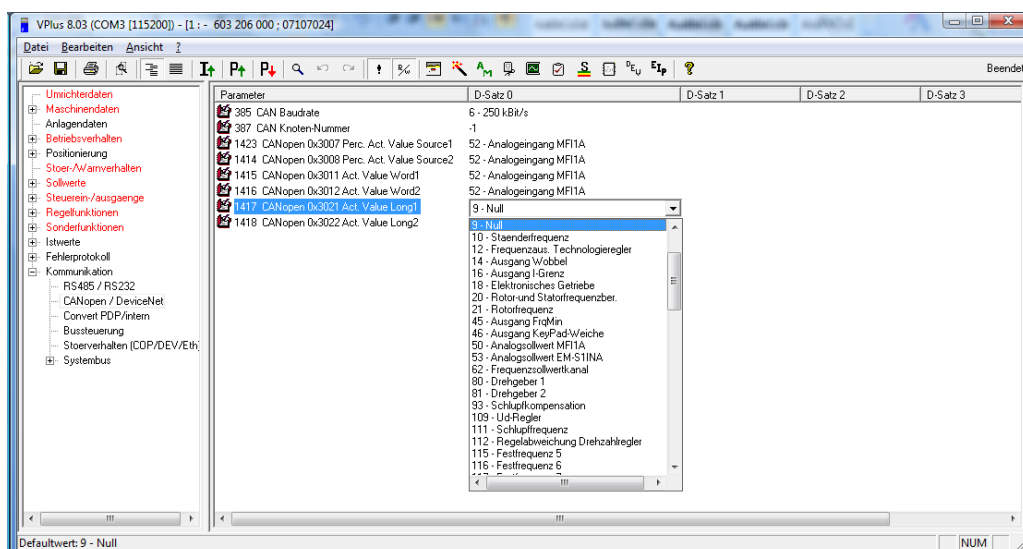 VPlus 8.03 (COM3 [115200]) - [1 : - 603 206 000 ; 07107024]
Datei Bearbeiten Ansicht ?
Beendet
Umrichterdaten
Maschinendaten
Anlagendaten
Betriebsverhalten
Positionierung
Stoer-/Warnverhalten
Sollwerte
Steuerein-/ausgaenge
Regelfunktionen
Sonderfunktionen
Istwerte
Fehlerprotokoll
Kommunikation
RS485 / RS232
CANopen / DeviceNet
Convert PDP/intern
Bussteuerung
Stoerverhalten (COP/DEV/Eth)
Systembus
Parameter D-Satz 0 D-Satz 1 D-Satz 2 D-Satz 3
385 CAN Baudrate 6 - 250 kBit/s
387 CAN Knoten-Nummer -1
1423 CANopen 0x3007 Perc. Act. Value Source1 52 - Analogeingang MFI1A
1414 CANopen 0x3008 Perc. Act. Value Source2 52 - Analogeingang MFI1A
1415 CANopen 0x3011 Act. Value Word1 52 - Analogeingang MFI1A
1416 CANopen 0x3012 Act. Value Word2 52 - Analogeingang MFI1A
1417 CANopen 0x3021 Act. Value Long1 9 - Null
1418 CANopen 0x3022 Act. Value Long2
9 - Null
10 - Staenderfrequenz
12 - Frequenzaus. Technologieregler
14 - Ausgang Wobbel
16 - Ausgang I-Grenz
18 - Elektronisches Getriebe
20 - Rotor-und Statorfrequenzber.
21 - Rotorfrequenz
45 - Ausgang FrqMin
46 - Ausgang KeyPad-Weiche
50 - Analogsollwert MFI1A
53 - Analogsollwert EM-S1INA
62 - Frequenzsollwertkanal
80 - Drehgeber 1
81 - Drehgeber 2
93 - Schlupfkompensation
109 - Ud-Regler
111 - Schlupffrequenz
112 - Regelabweichung Drehzahlregler
115 - Festfrequenz 5
116 - Festfrequenz 6
Defaultwert: 9 - Null NUM